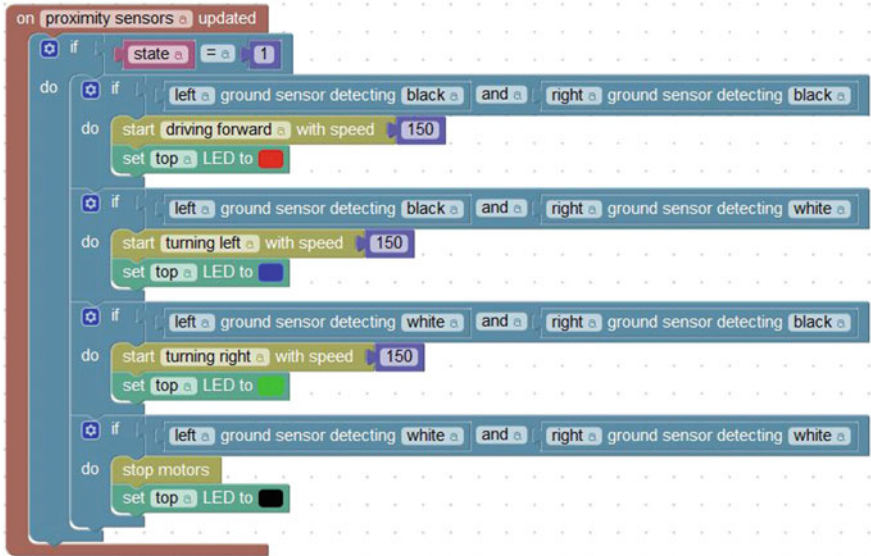 on proximity sensors updated
if state = 1
do if left ground sensor detecting black and right ground sensor detecting black
do start driving forward with speed 150
set top LED to
if left ground sensor detecting black and right ground sensor detecting white
do start turning left with speed 150
set top LED to
if left ground sensor detecting white and right ground sensor detecting black
do start turning right with speed 150
set top LED to
if left ground sensor detecting white and right ground sensor detecting white
do stop motors
set top LED to